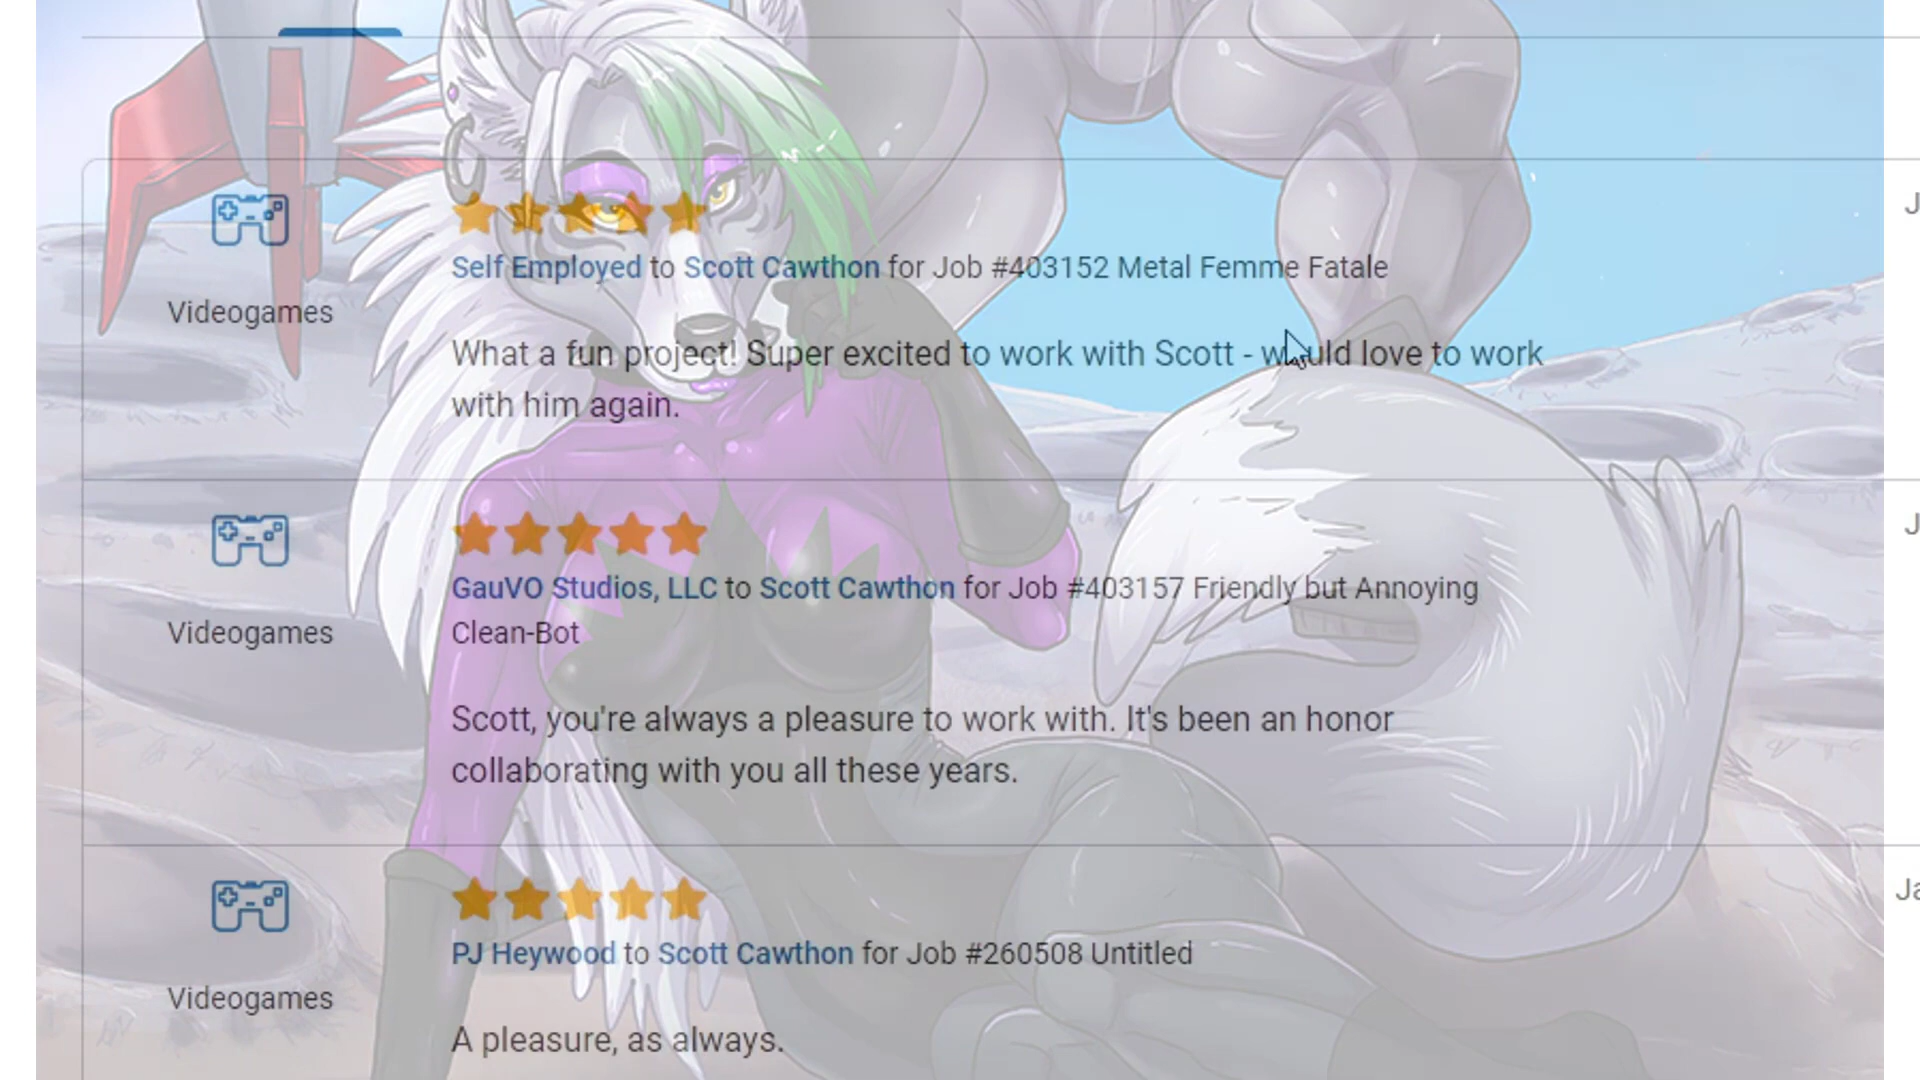 Videogames
Self Employed to Scott Cawthon for Job #403152 Metal Femme Fatale
What a fun project! Super excited to work with Scott - would love to work
with him again.
Videogames
GauVO Studios, LLC to Scott Cawthon for Job #403157 Friendly but Annoying
Clean-Bot
Scott, you're always a pleasure to work with. It's been an honor
collaborating with you all these years.
Videogames
PJ Heywood to Scott Cawthon for Job #260508 Untitled
A pleasure, as always.